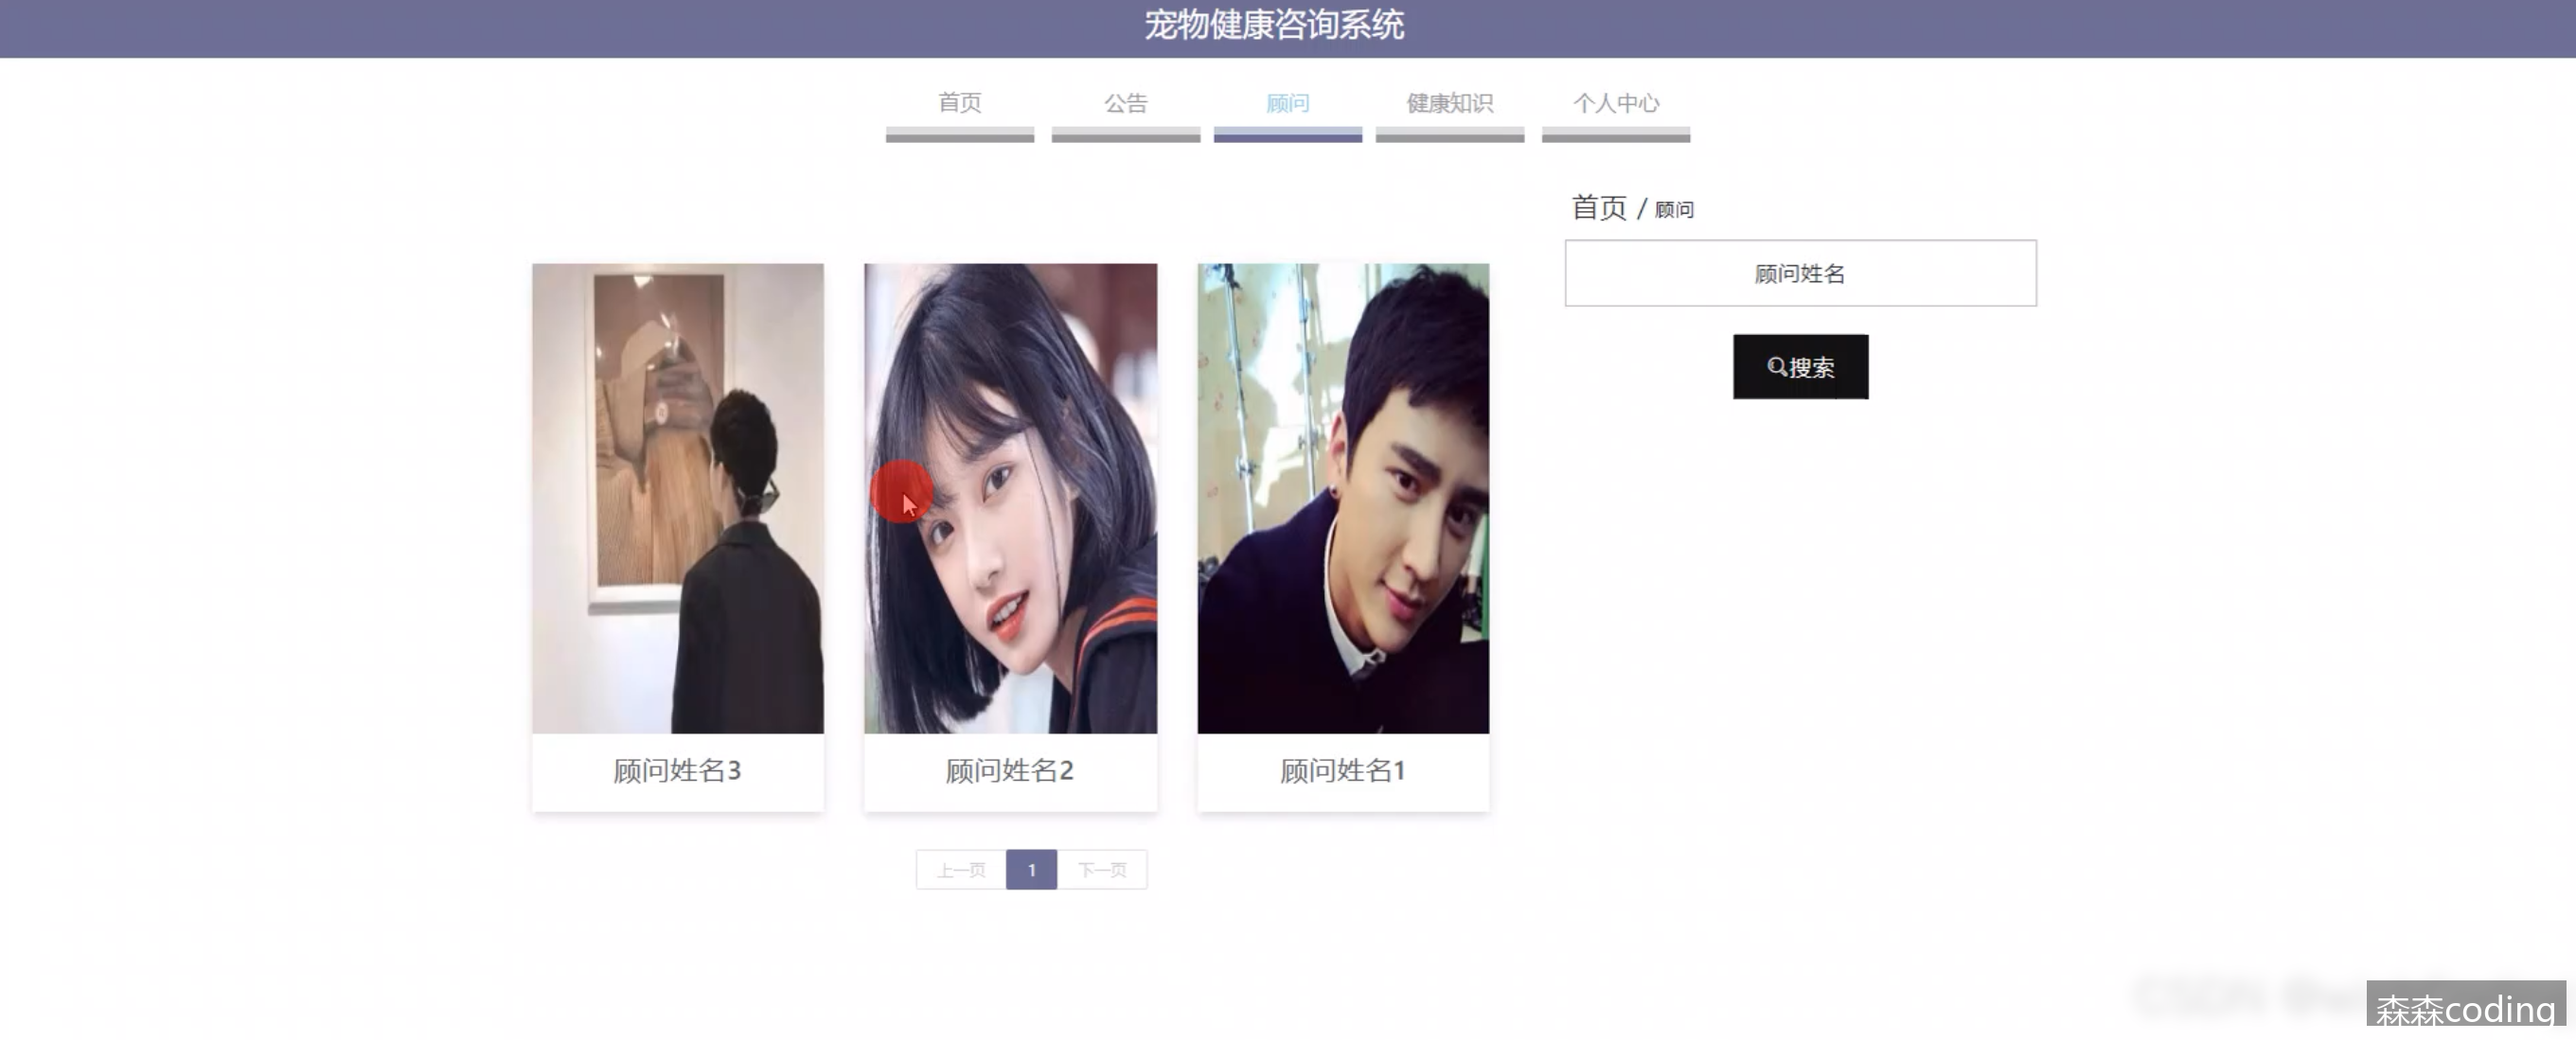 宠物健康咨询系统
首页 公告 顾问 健康知识 个人中心
首页 / 顾问
顾问姓名
搜索
顾问姓名3
顾问姓名2
顾问姓名1
上一页 1 下一页
森森coding